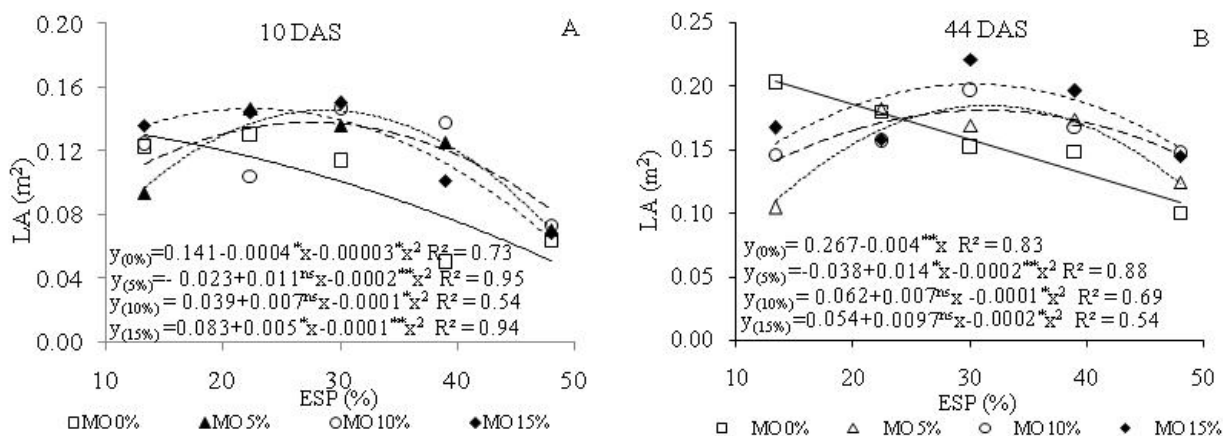 10 DAS
A
LA (m²)
0.20
0.16
0.12
0.08
0.04
0.00
y(0%)=0.141-0.0004*x-0.00003*x² R² = 0.73
y(5%)=- 0.023+0.011nsx-0.0002**x² R² = 0.95
y(10%) = 0.039+0.007nsx-0.0001*x² R² = 0.54
y(15%)=0.083+0.005*x-0.0001**x² R² = 0.94
10 20 30 40 50
ESP (%)
□MO 0% ▲MO 5% ○MO 10% ◆MO 15%
44 DAS
B
LA (m²)
0.25
0.20
0.15
0.10
0.05
0.00
y(0%)= 0.267-0.004**x R² = 0.83
y(5%)=-0.038+0.014*x-0.0002**x² R² = 0.88
y(10%)= 0.062+0.007nsx -0.0001*x² R² = 0.69
y(15%)=0.054+0.0097nsx-0.0002*x² R² = 0.54
10 20 30 40 50
ESP (%)
□ MO 0% △ MO 5% ○ MO 10% ◆ MO 15%